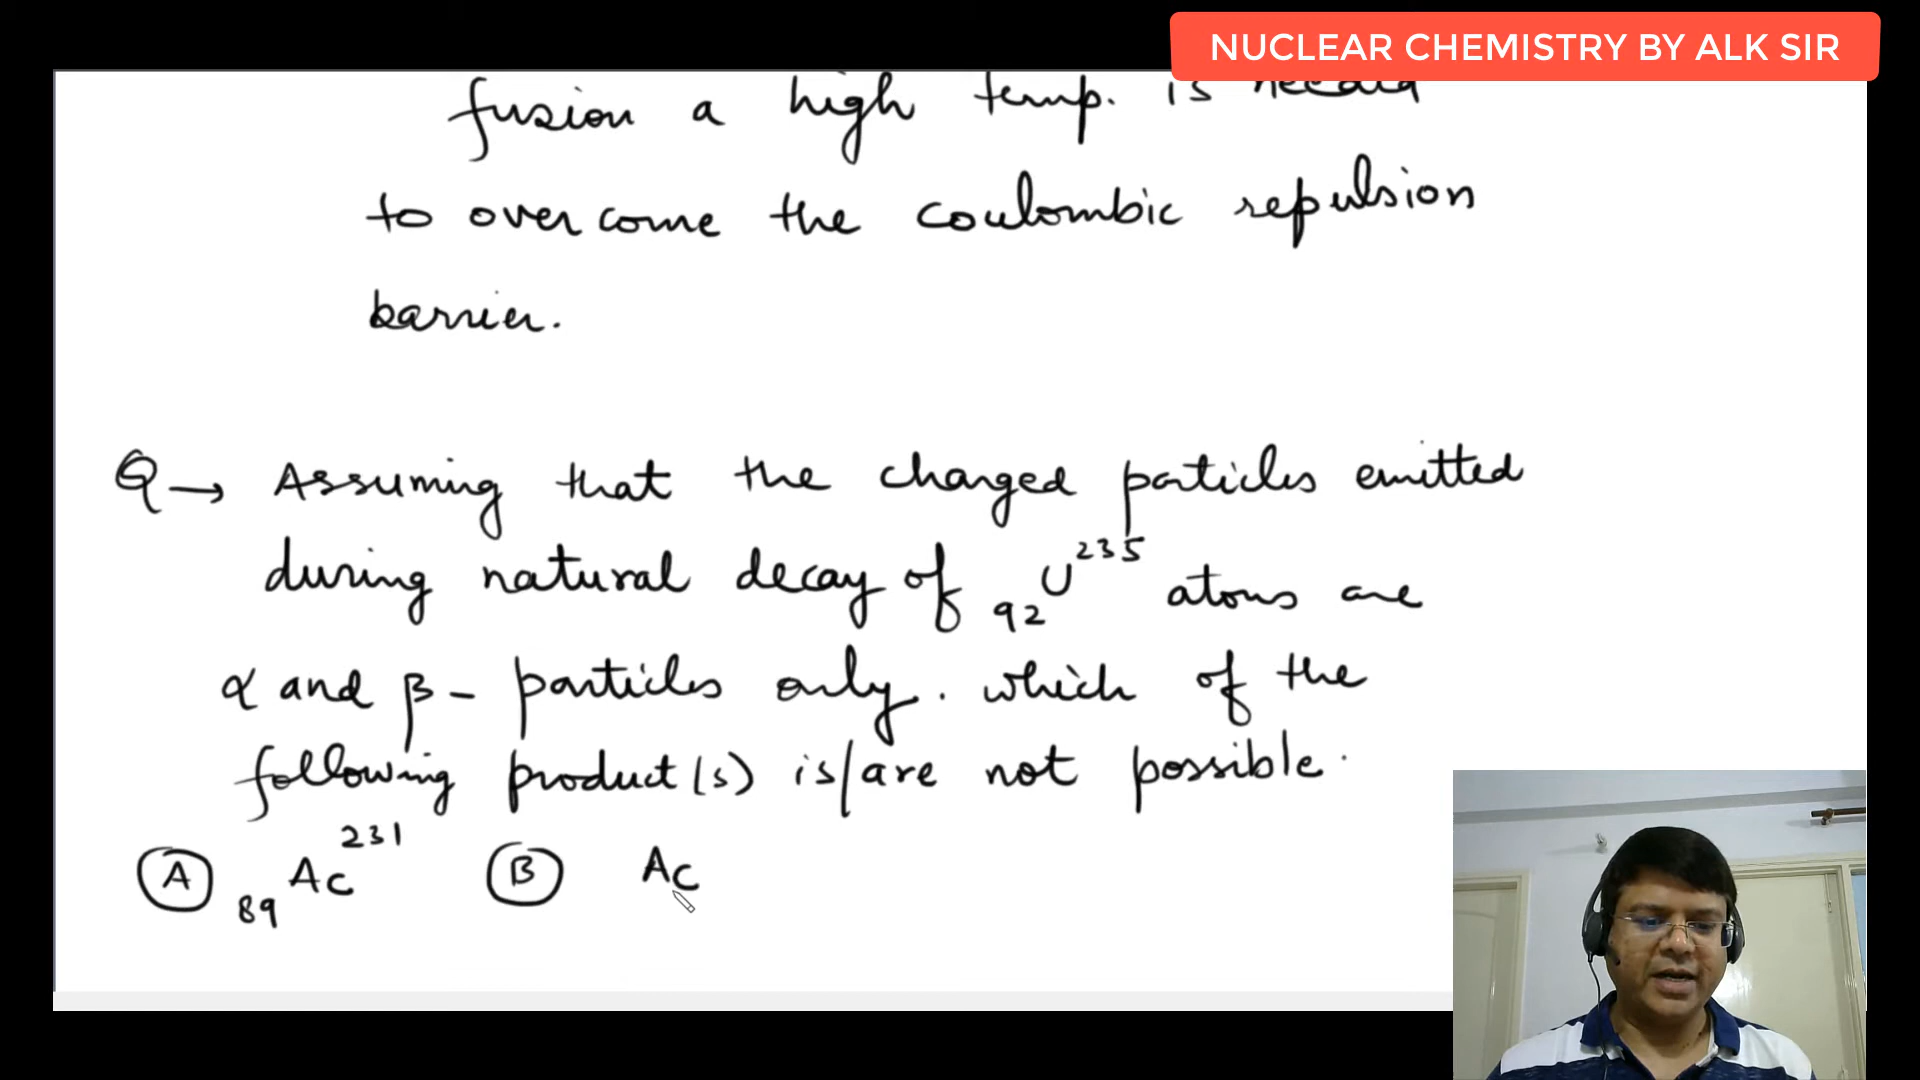 NUCLEAR CHEMISTRY BY ALK SIR
fusion a high temp. is needed
to overcome the coulombic repulsion
barrier.
Q→ Assuming that the charged particles emitted
during natural decay of ₉₂U²³⁵ atoms are
α and β- particles only. which of the
following product(s) is/are not possible.
(A) ₈₉Ac²³¹ (B) Ac